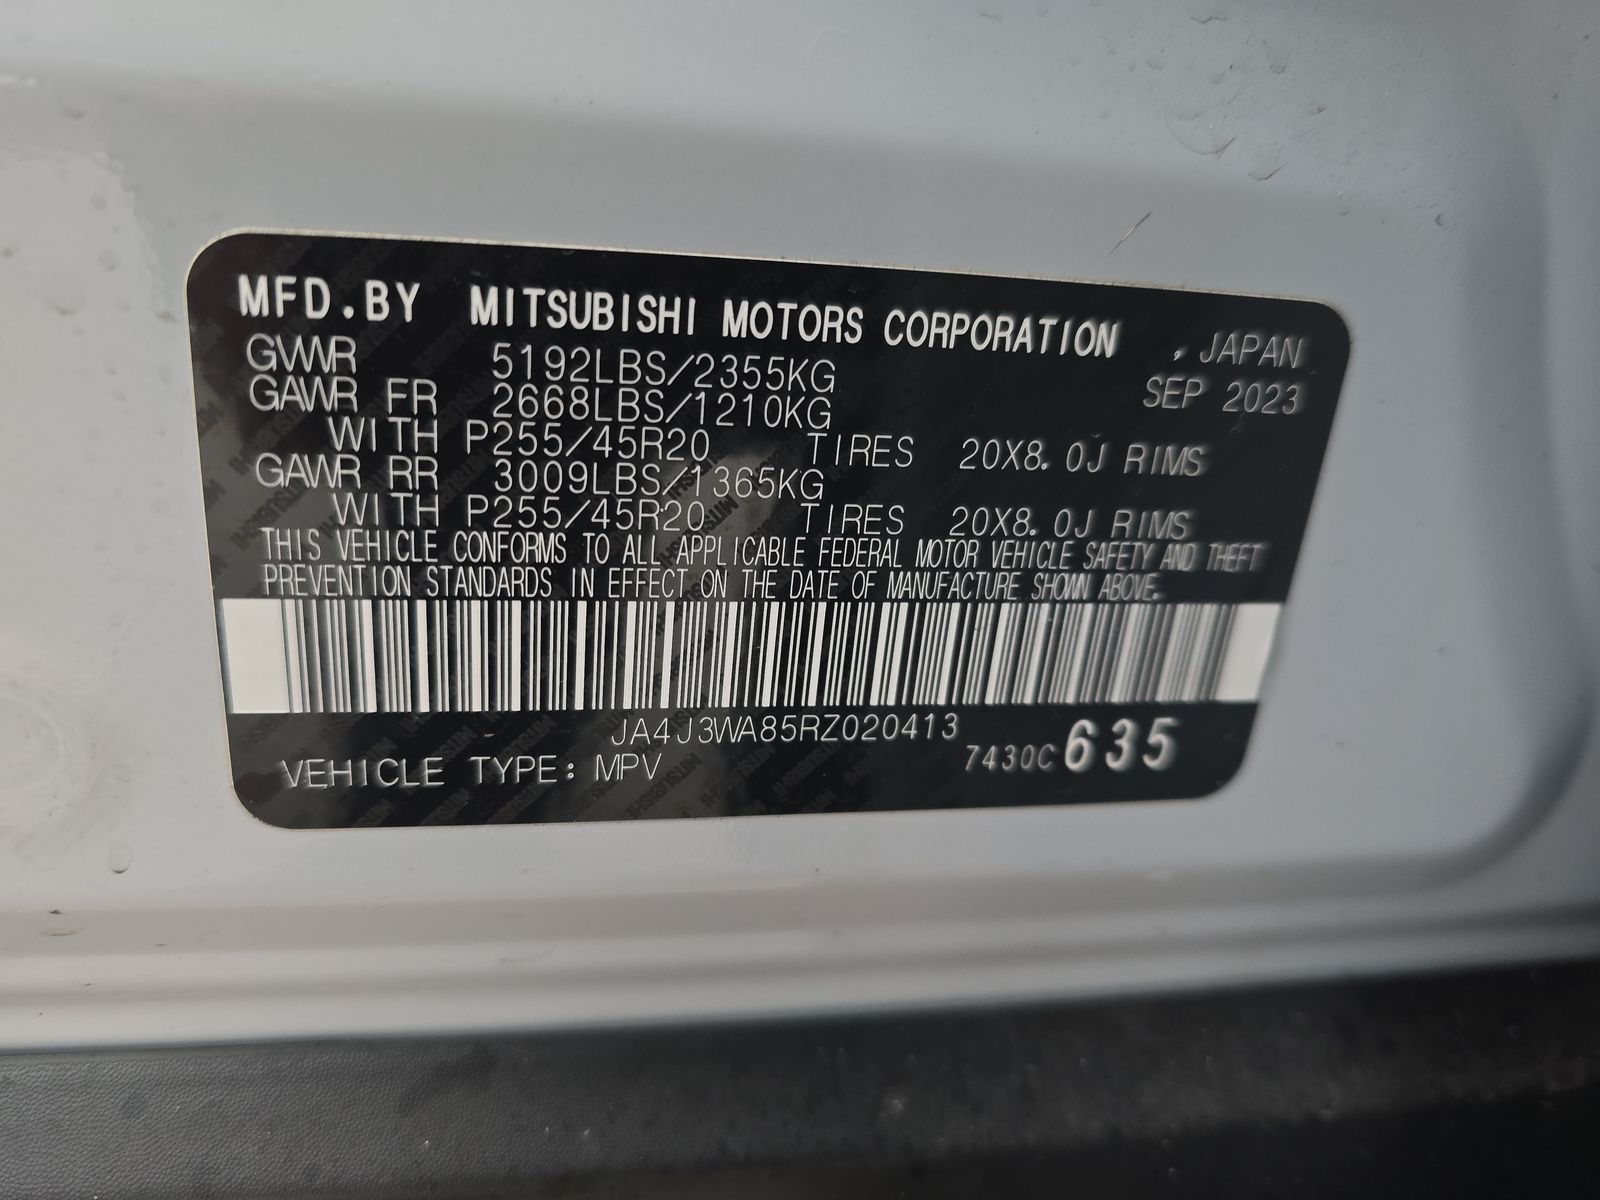 MFD.BY MITSUBISHI MOTORS CORPORATION , JAPAN
GVWR 5192LBS/2355KG SEP 2023
GAWR FR 2668LBS/1210KG
WITH P255/45R20 TIRES 20X8.0J RIMS
GAWR RR 3009LBS/1365KG
WITH P255/45R20 TIRES 20X8.0J RIMS
THIS VEHICLE CONFORMS TO ALL APPLICABLE FEDERAL MOTOR VEHICLE SAFETY AND THEFT
PREVENTION STANDARDS IN EFFECT ON THE DATE OF MANUFACTURE SHOWN ABOVE.
JA4J3WA85RZ020413
VEHICLE TYPE: MPV 7430C 635